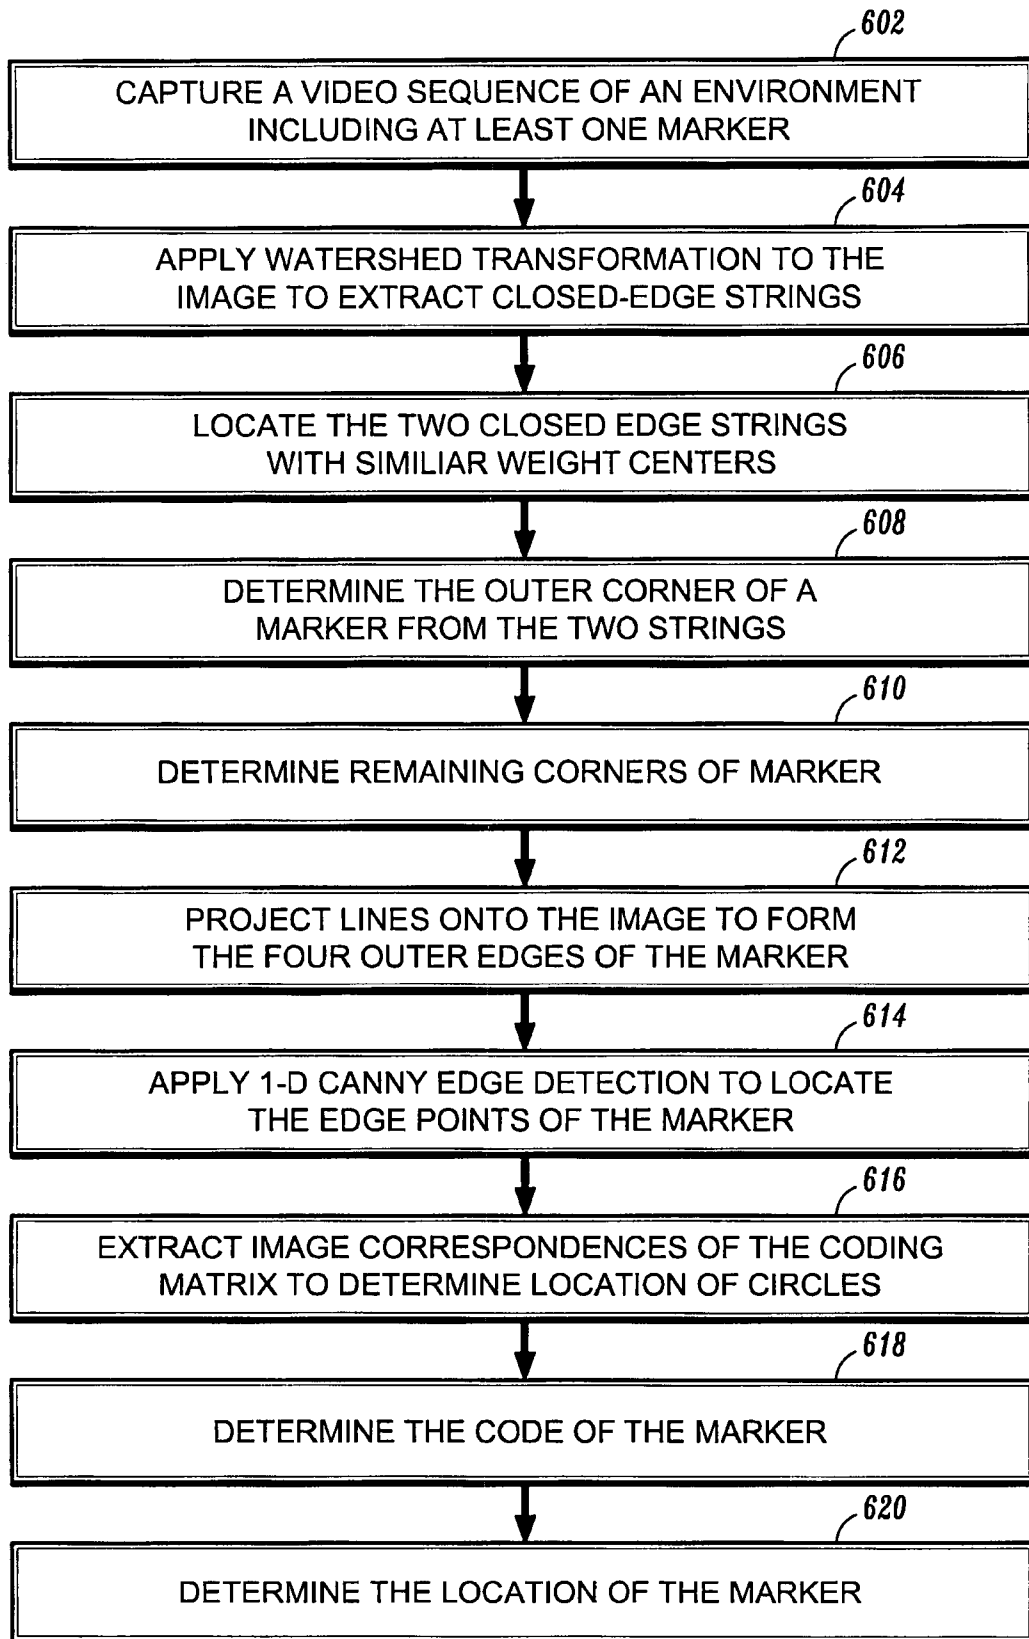 602
CAPTURE A VIDEO SEQUENCE OF AN ENVIRONMENT
INCLUDING AT LEAST ONE MARKER
604
APPLY WATERSHED TRANSFORMATION TO THE
IMAGE TO EXTRACT CLOSED-EDGE STRINGS
606
LOCATE THE TWO CLOSED EDGE STRINGS
WITH SIMILIAR WEIGHT CENTERS
608
DETERMINE THE OUTER CORNER OF A
MARKER FROM THE TWO STRINGS
610
DETERMINE REMAINING CORNERS OF MARKER
612
PROJECT LINES ONTO THE IMAGE TO FORM
THE FOUR OUTER EDGES OF THE MARKER
614
APPLY 1-D CANNY EDGE DETECTION TO LOCATE
THE EDGE POINTS OF THE MARKER
616
EXTRACT IMAGE CORRESPONDENCES OF THE CODING
MATRIX TO DETERMINE LOCATION OF CIRCLES
618
DETERMINE THE CODE OF THE MARKER
620
DETERMINE THE LOCATION OF THE MARKER